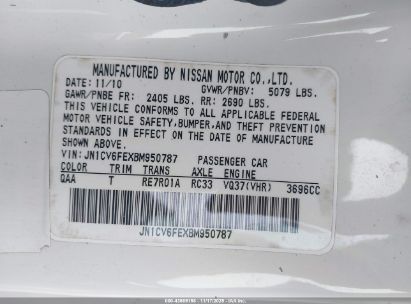 MANUFACTURED BY NISSAN MOTOR CO.,LTD.
DATE: 11/10 GVWR/PNBV: 5079 LBS.
GAWR/PNBE FR: 2405 LBS. RR: 2690 LBS.
THIS VEHICLE CONFORMS TO ALL APPLICABLE FEDERAL
MOTOR VEHICLE SAFETY, BUMPER, AND THEFT PREVENTION
STANDARDS IN EFFECT ON THE DATE OF MANUFACTURE
SHOWN ABOVE.
VIN: JN1CV6FEXBM950787 PASSENGER CAR
COLOR TRIM TRANS AXLE ENGINE
QAA T RE7R01A RC33 VQ37(VHR) 3696CC
JN1CV6FEXBM950787